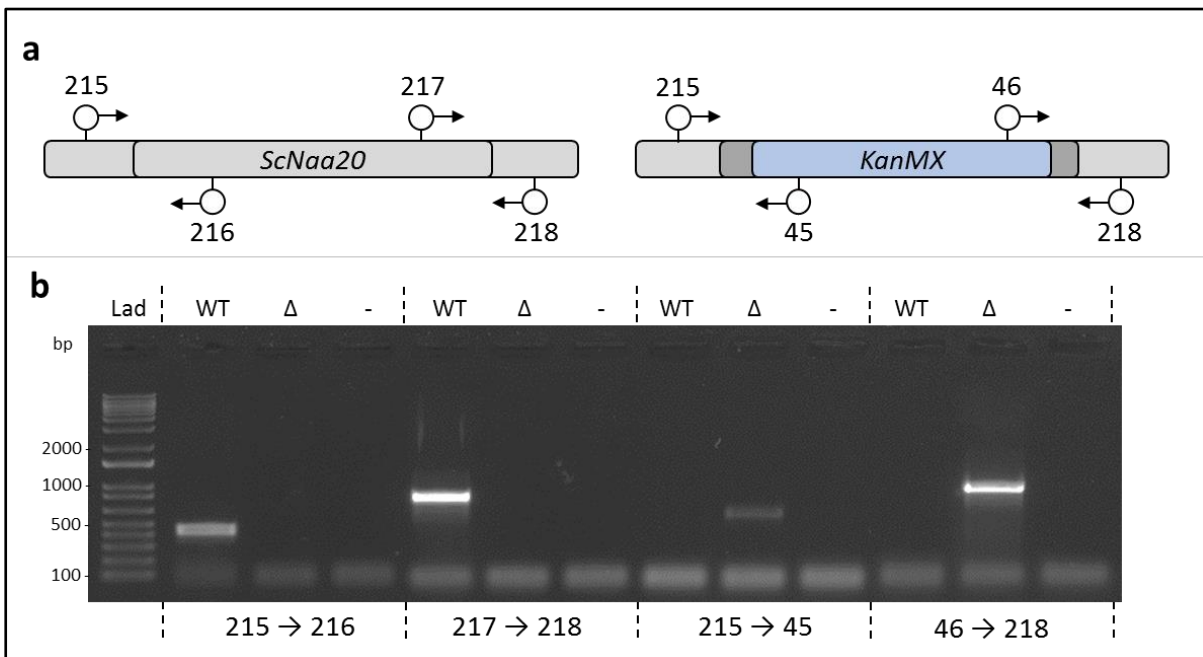 a
215 217 215 46
ScNaa20 KanMX
216 218 45 218
b
Lad WT Δ - WT Δ - WT Δ - WT Δ -
bp
2000
1000
500
100
215 → 216 217 → 218 215 → 45 46 → 218